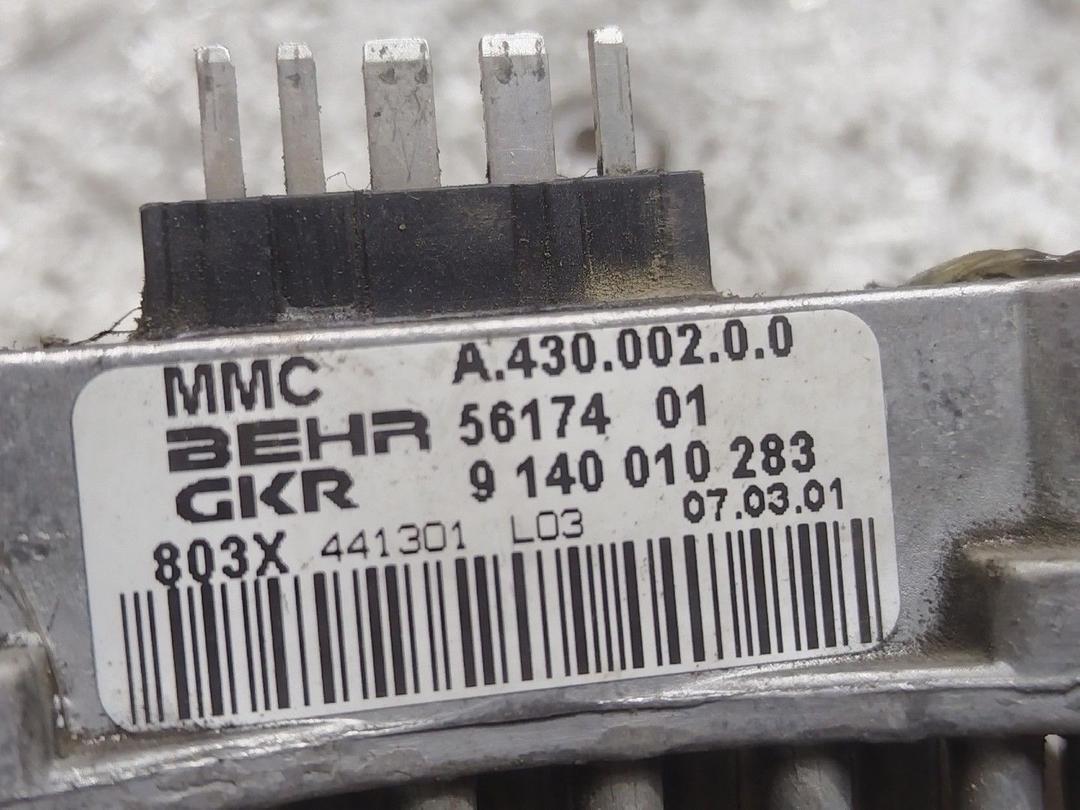 MMC A.430.002.0.0
BEHR 56174 01
GKR 9 140 010 283
07.03.01
803X 441301 L03